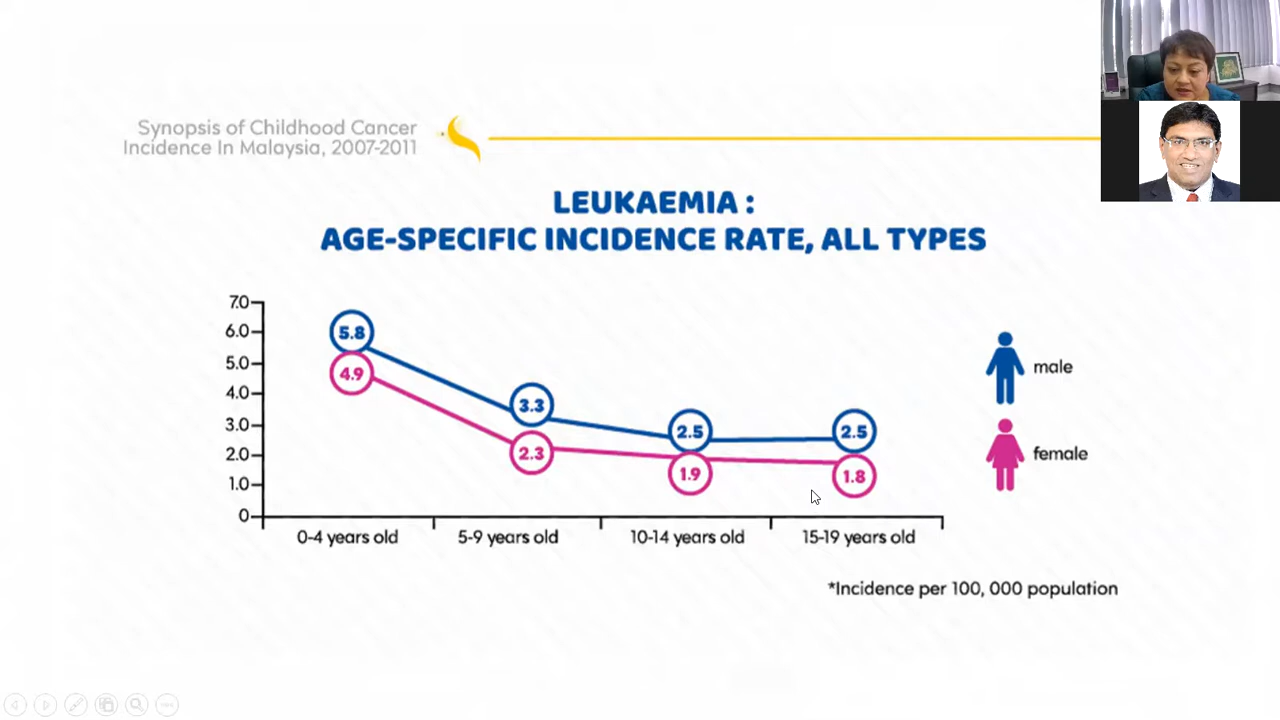 Synopsis of Childhood Cancer
Incidence In Malaysia, 2007-2011
LEUKAEMIA :
AGE-SPECIFIC INCIDENCE RATE, ALL TYPES
7.0
6.0
5.0
4.0
3.0
2.0
1.0
0
5.8
4.9
3.3
2.3
2.5
1.9
2.5
1.8
0-4 years old
5-9 years old
10-14 years old
15-19 years old
male
female
*Incidence per 100, 000 population